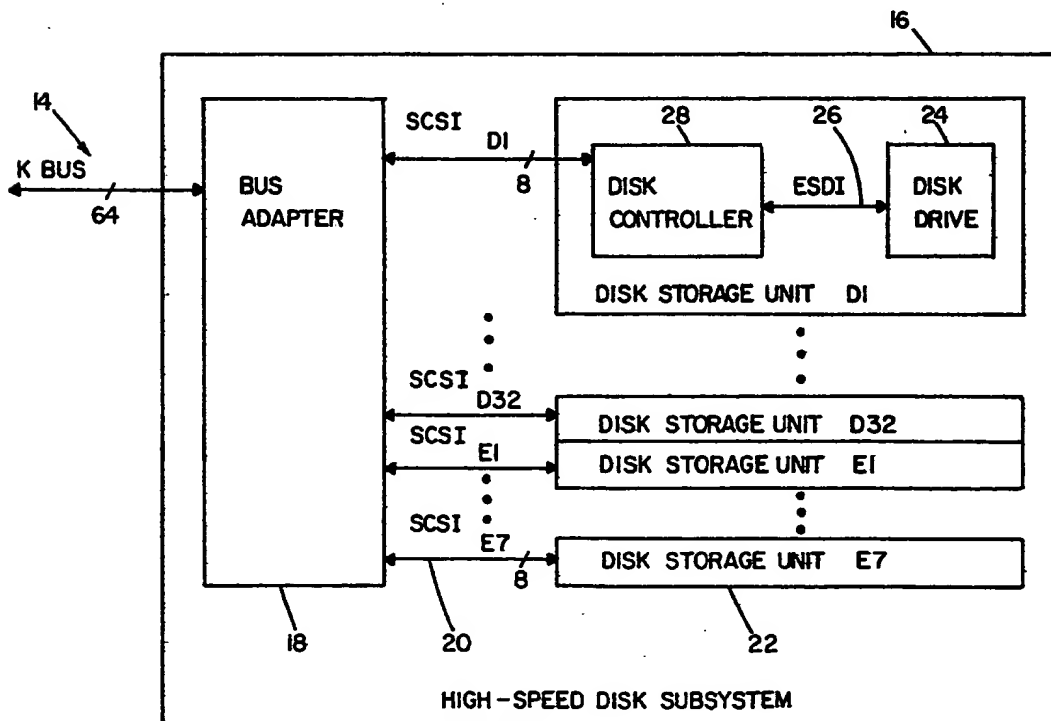 16
14
K BUS
64
BUS
ADAPTER
SCSI
D1
8
28
26
24
DISK
CONTROLLER
ESDI
DISK
DRIVE
DISK STORAGE UNIT D1
SCSI
D32
DISK STORAGE UNIT D32
SCSI
E1
DISK STORAGE UNIT E1
SCSI
E7
8
DISK STORAGE UNIT E7
18
20
22
HIGH-SPEED DISK SUBSYSTEM